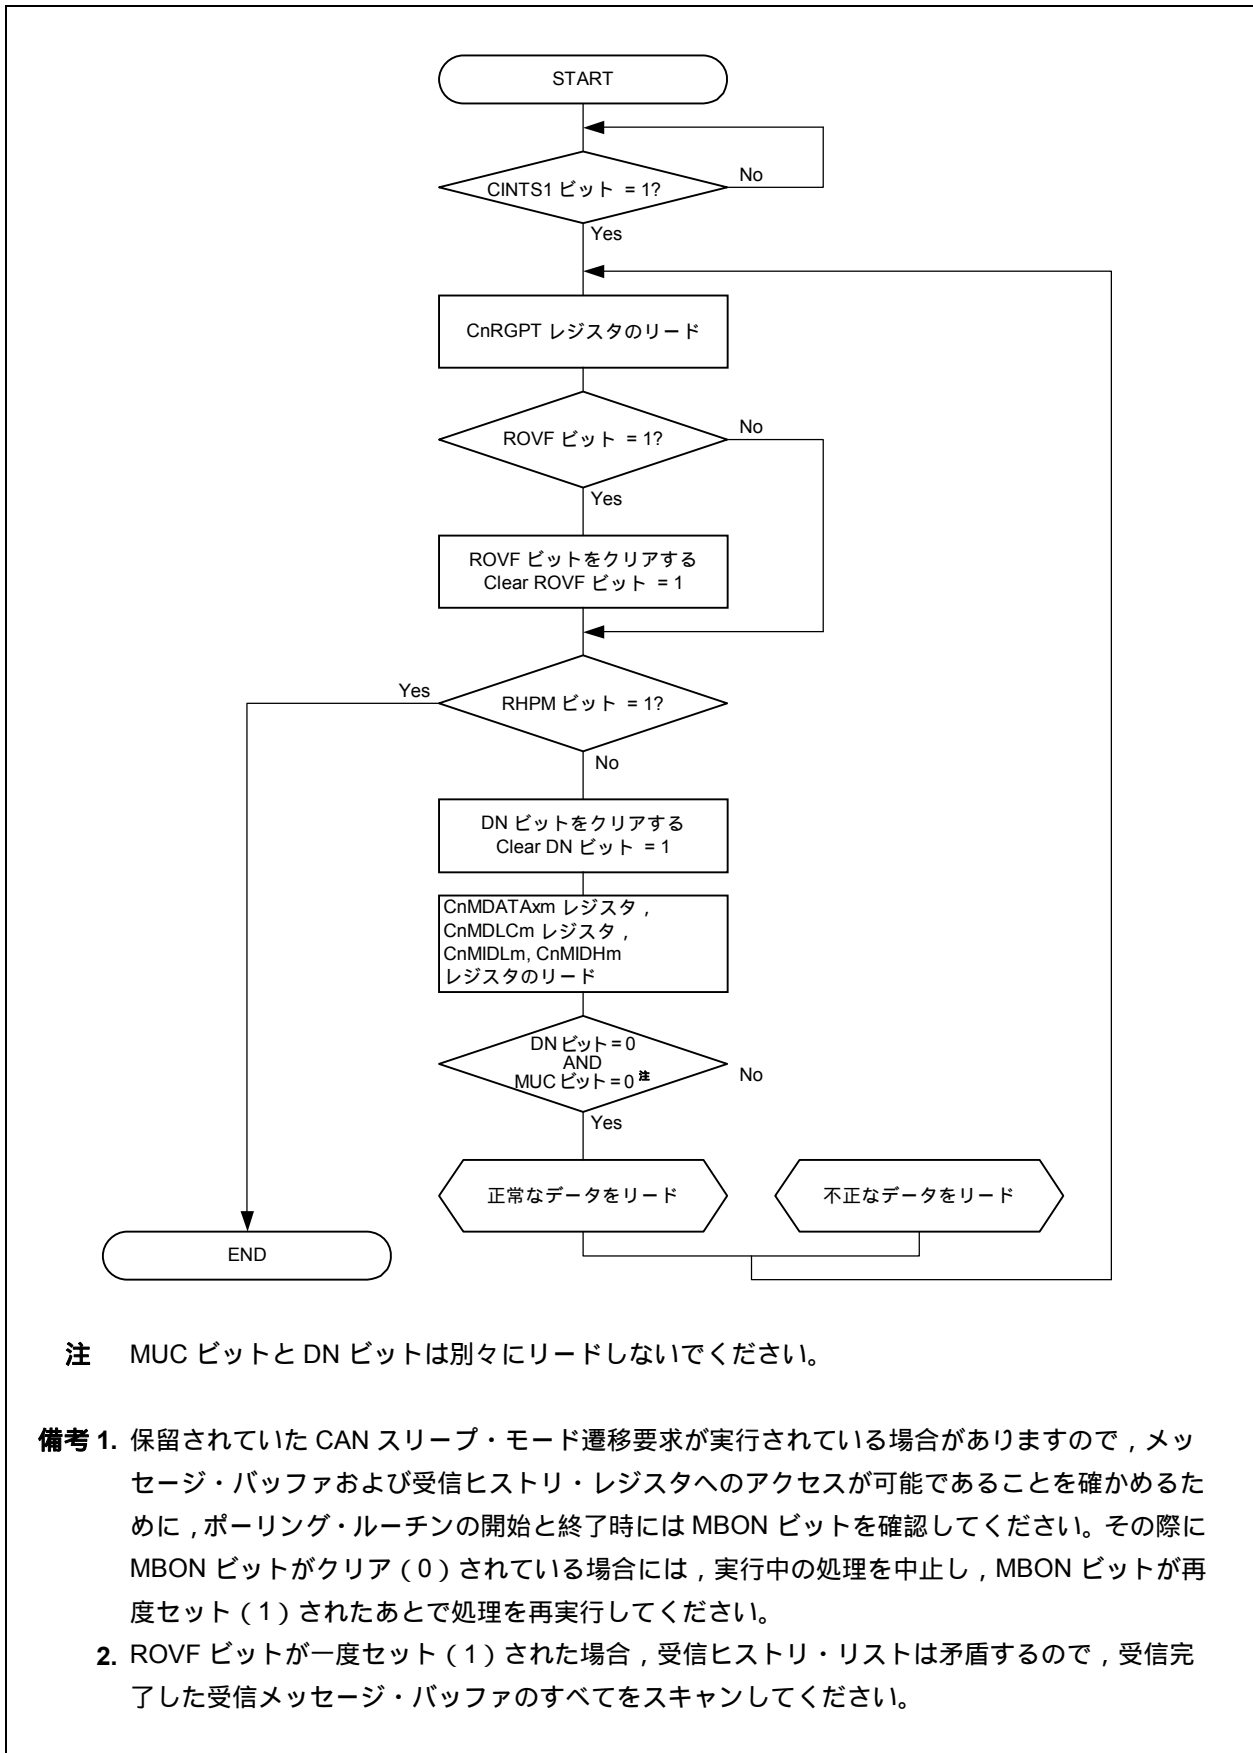 START
CINTS1 ビット = 1?
No
Yes
CnRGPT レジスタのリード
ROVF ビット = 1?
No
Yes
ROVF ビットをクリアする
Clear ROVF ビット = 1
Yes
RHPM ビット = 1?
No
DN ビットをクリアする
Clear DN ビット = 1
CnMDATAxm レジスタ，
CnMDLCm レジスタ，
CnMIDLm, CnMIDHm
レジスタのリード
DN ビット = 0
AND
MUC ビット = 0 注
No
Yes
正常なデータをリード
不正なデータをリード
END
注 MUC ビットと DN ビットは別々にリードしないでください。
備考 1. 保留されていた CAN スリープ・モード遷移要求が実行されている場合がありますので，メッ
セージ・バッファおよび受信ヒストリ・レジスタへのアクセスが可能であることを確かめるた
めに，ポーリング・ルーチンの開始と終了時には MBON ビットを確認してください。その際に
MBON ビットがクリア（0）されている場合には，実行中の処理を中止し，MBON ビットが再
度セット（1）されたあとで処理を再実行してください。
2. ROVF ビットが一度セット（1）された場合，受信ヒストリ・リストは矛盾するので，受信完
了した受信メッセージ・バッファのすべてをスキャンしてください。